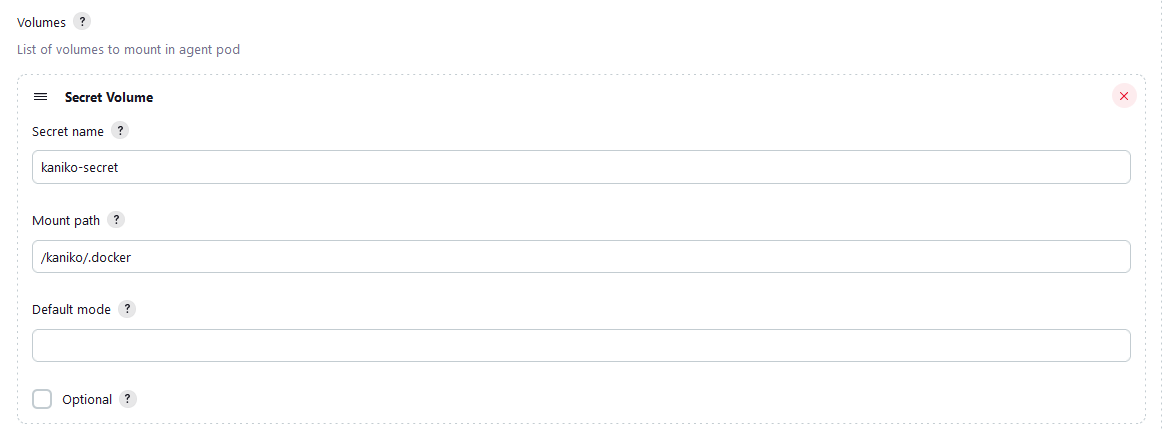 Volumes ?
List of volumes to mount in agent pod
Secret Volume
Secret name ?
kaniko-secret
Mount path ?
/kaniko/.docker
Default mode ?
Optional ?